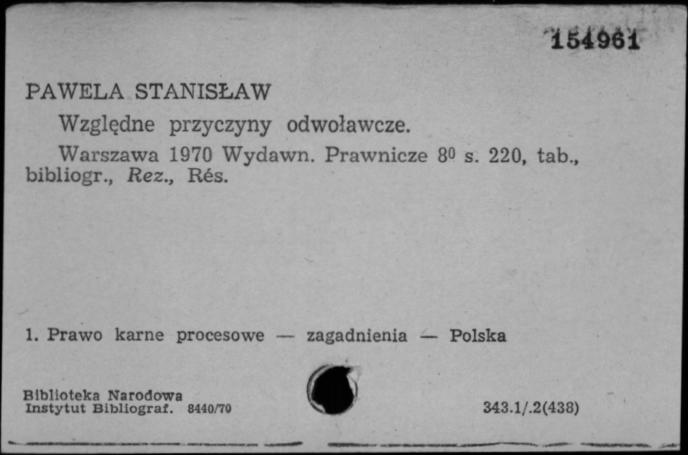 154961
PAWELA STANISŁAW
Względne przyczyny odwoławcze.
Warszawa 1970 Wydawn. Prawnicze 8⁰ s. 220, tab.,
bibliogr., Rez., Rés.
1. Prawo karne procesowe — zagadnienia — Polska
Biblioteka Narodowa
Instytut Bibliograf. 8440/70
343.1/.2(438)